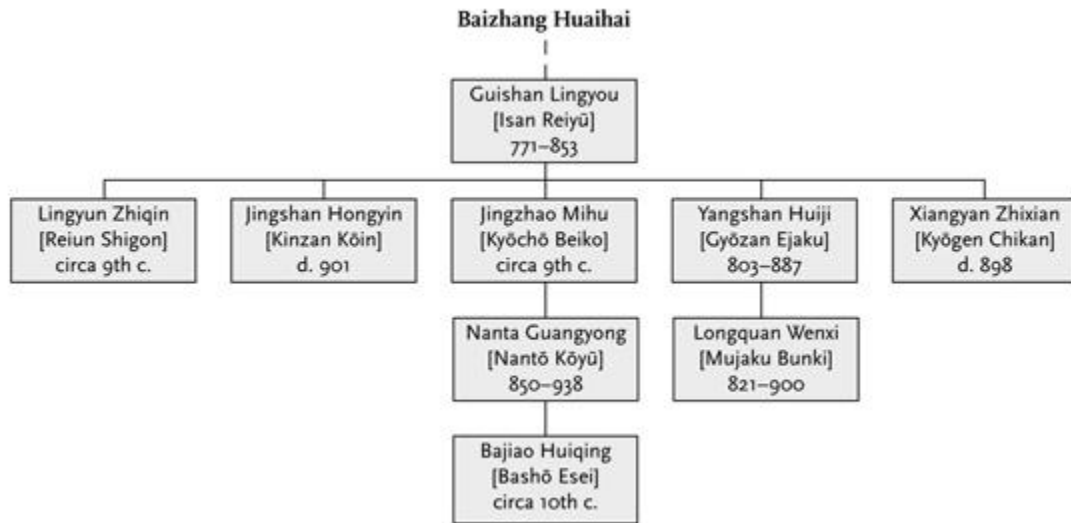 Baizhang Huaihai
Guishan Lingyou
[Isan Reiyū]
771–853
Lingyun Zhiqin
[Reiun Shigon]
circa 9th c.
Jingshan Hongyin
[Kinzan Kōin]
d. 901
Jingzhao Mihu
[Kyōchō Beiko]
circa 9th c.
Yangshan Huiji
[Gyōzan Ejaku]
803–887
Xiangyan Zhixian
[Kyōgen Chikan]
d. 898
Nanta Guangyong
[Nantō Kōyū]
850–938
Longquan Wenxi
[Mujaku Bunki]
821–900
Bajiao Huiqing
[Bashō Esei]
circa 10th c.